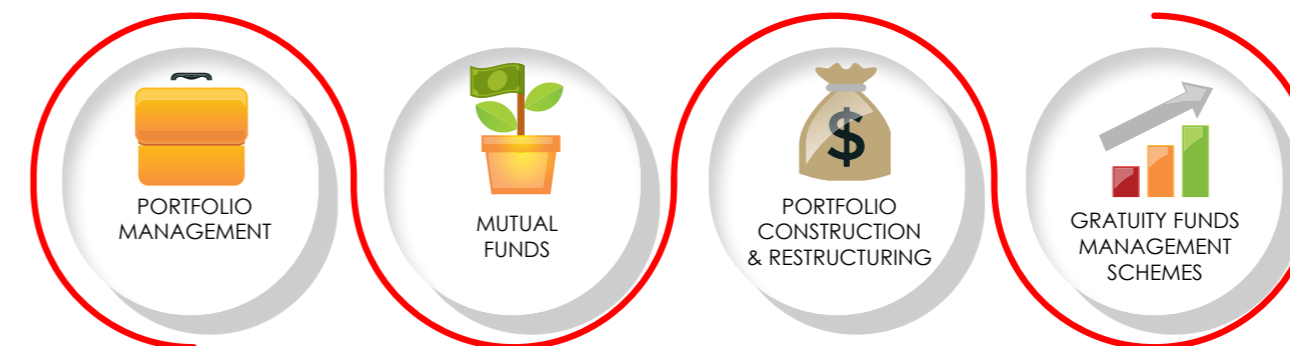 PORTFOLIO
MANAGEMENT
MUTUAL
FUNDS
$
PORTFOLIO
CONSTRUCTION
& RESTRUCTURING
GRATUITY FUNDS
MANAGEMENT
SCHEMES